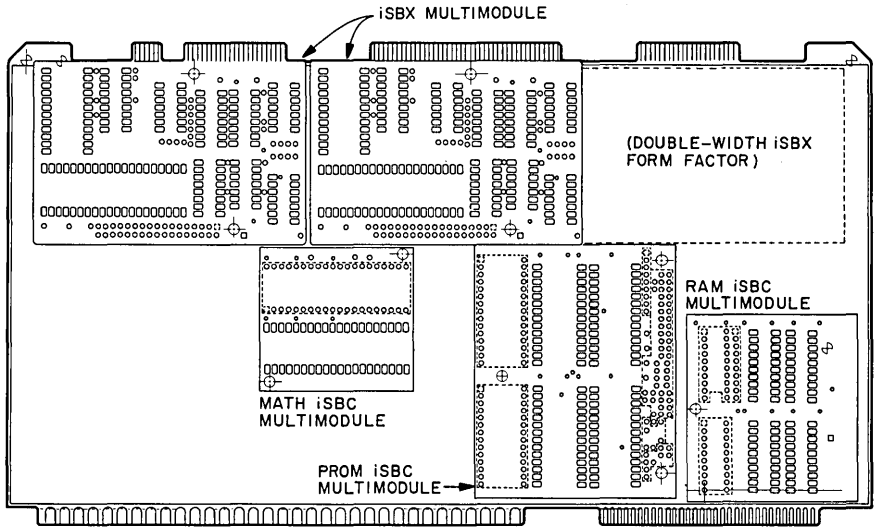 iSBX MULTIMODULE
(DOUBLE-WIDTH iSBX
FORM FACTOR)
RAM iSBC
MULTIMODULE
MATH iSBC
MULTIMODULE
PROM iSBC
MULTIMODULE